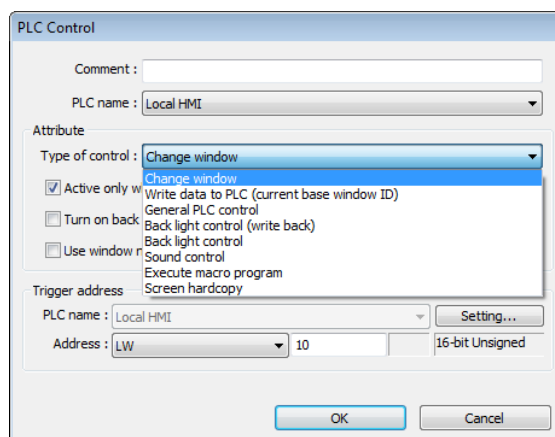 PLC Control
Comment :
PLC name : Local HMI
Attribute
Type of control : Change window
Change window
Active only w
Write data to PLC (current base window ID)
General PLC control
Turn on back
Back light control (write back)
Back light control
Use window n
Sound control
Execute macro program
Screen hardcopy
Trigger address
PLC name : Local HMI Setting...
Address : LW 10 16-bit Unsigned
OK Cancel